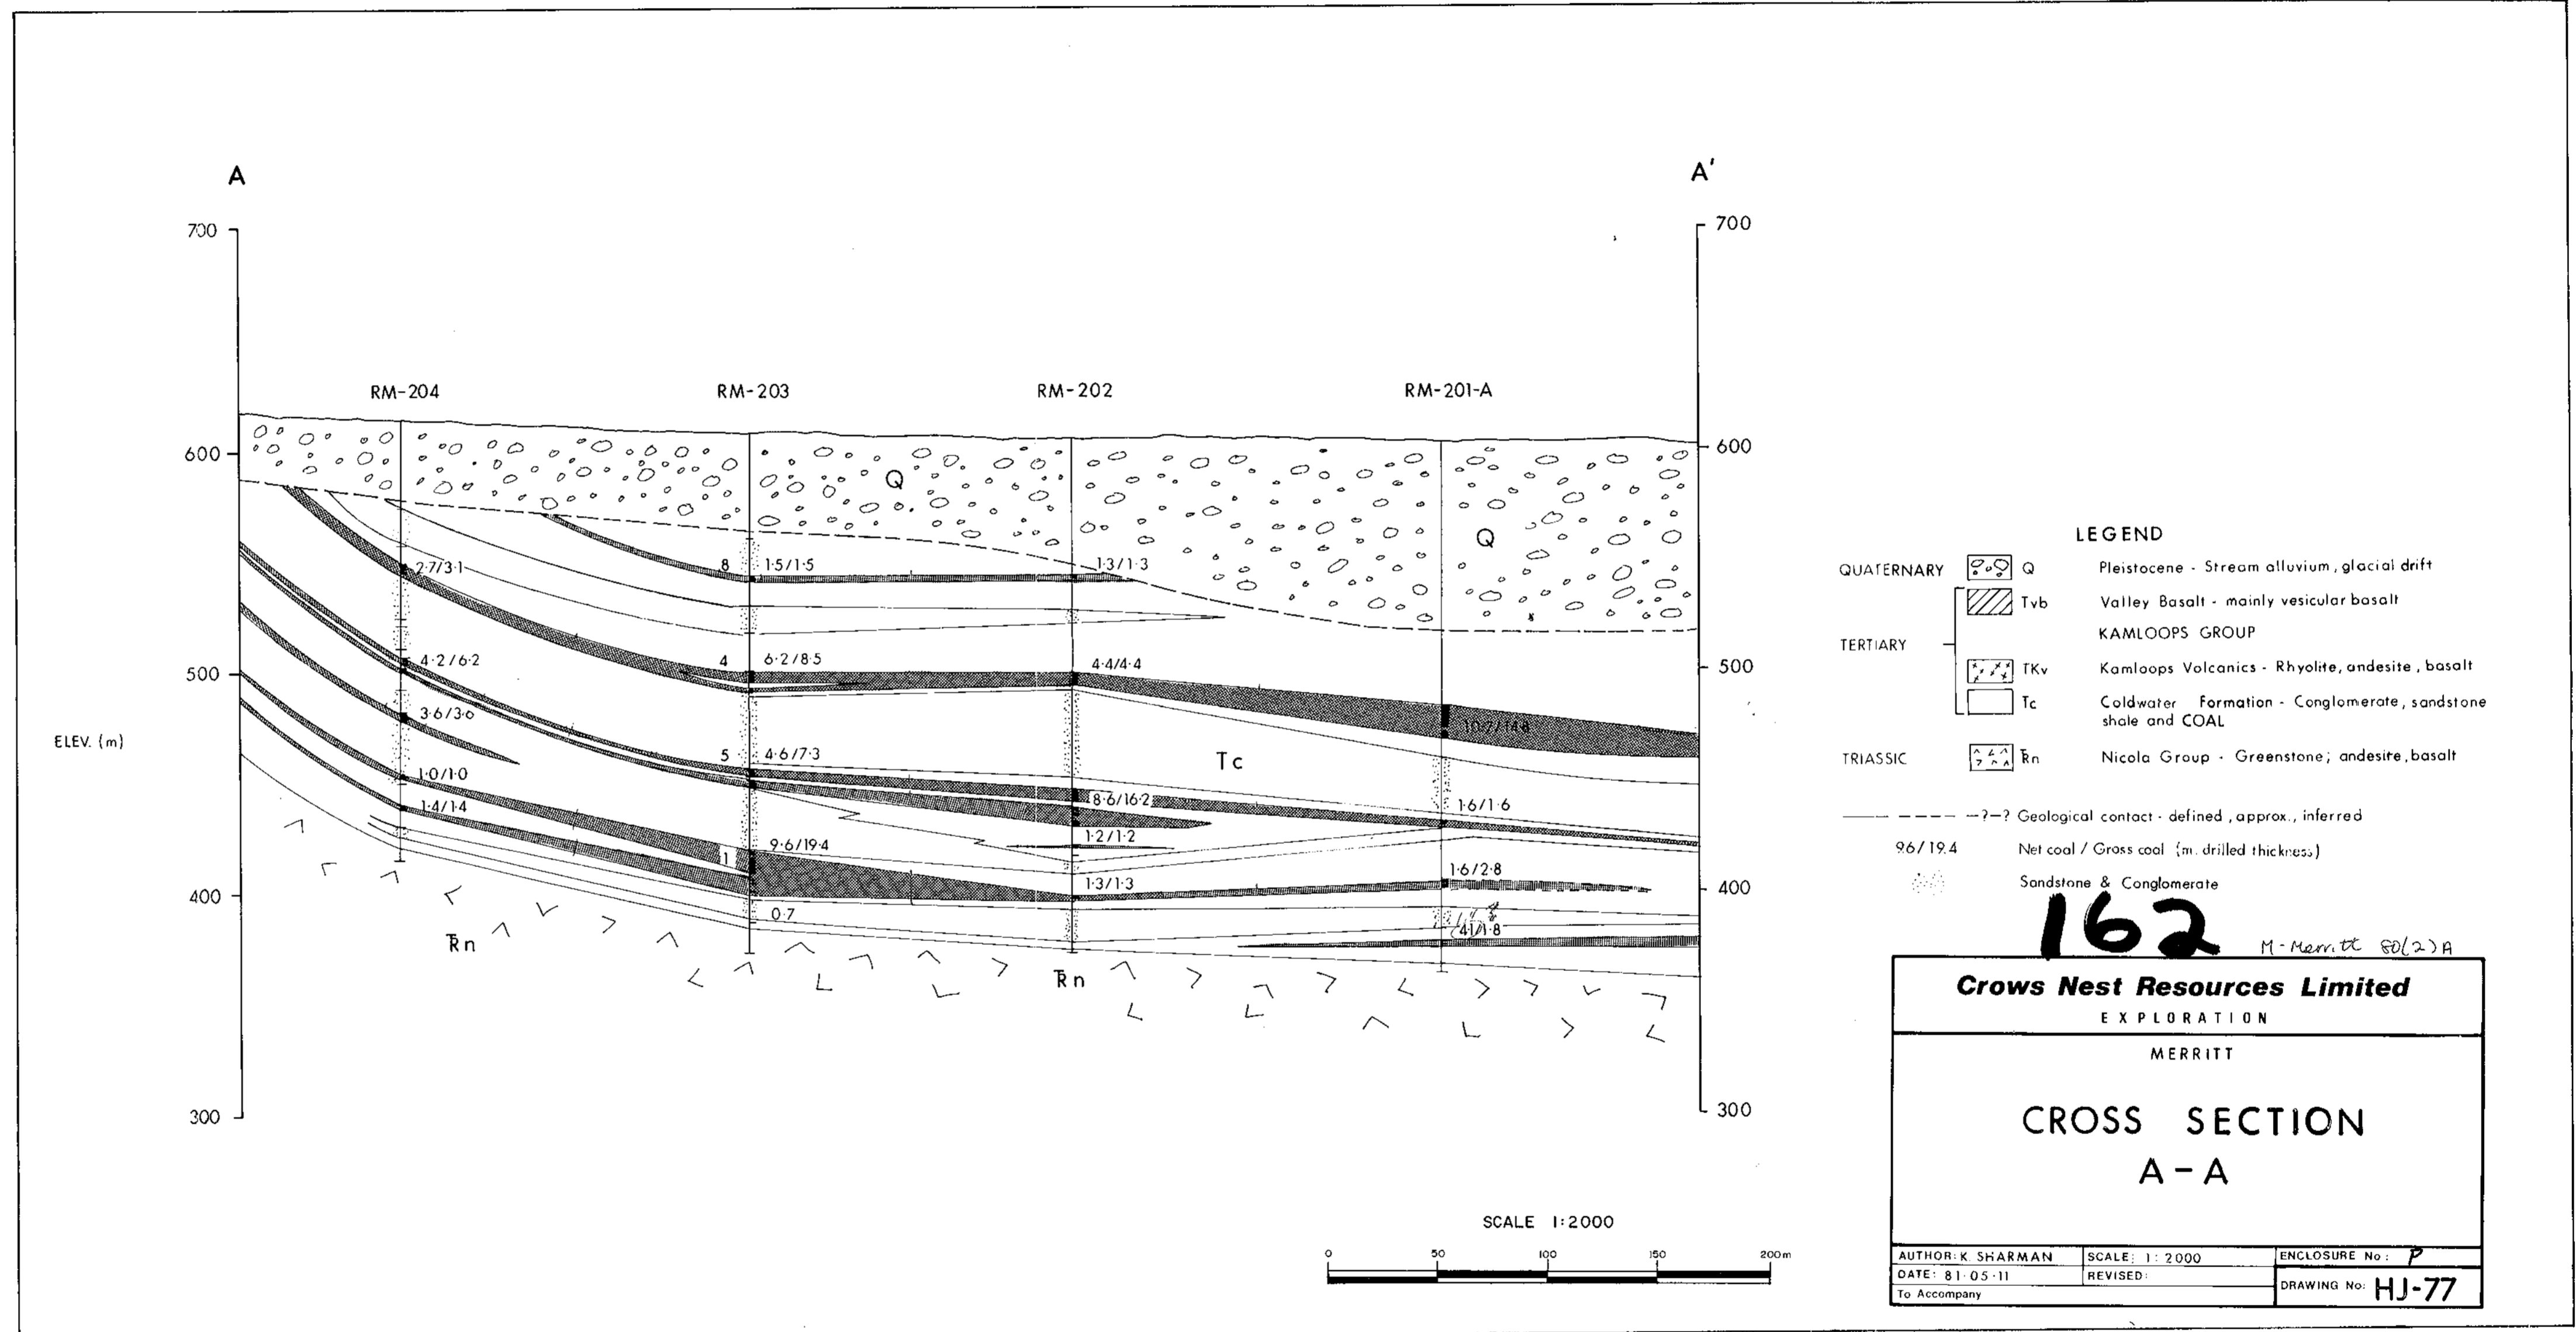 A A'
700 700
RM-204 RM-203 RM-202 RM-201-A
600 600
Q
Q
8 1·5/1·5 1·3/1·3
2·7/3·1
4·2/6·2 4 6·2/8·5 4·4/4·4
500 500
3·6/3·6
10·7/14·8
ELEV. (m)
5 4·6/7·3 Tc
1·0/1·0 8·6/16·2 1·6/1·6
1·4/1·4 1·2/1·2
1 9·6/19·4
1·3/1·3 1·6/2·8
400 400
0·7
Rn
Rn
300 300
LEGEND
QUATERNARY Q Pleistocene - Stream alluvium, glacial drift
Tvb Valley Basalt - mainly vesicular basalt
KAMLOOPS GROUP
TERTIARY
TKv Kamloops Volcanics - Rhyolite, andesite, basalt
Tc Coldwater Formation - Conglomerate, sandstone
shale and COAL
TRIASSIC Rn Nicola Group - Greenstone; andesite, basalt
—?—? Geological contact - defined, approx., inferred
9·6/19.4 Net coal / Gross coal (m. drilled thickness)
Sandstone & Conglomerate
162
M-Merritt 80(2)A
Crows Nest Resources Limited
EXPLORATION
MERRITT
CROSS SECTION
A-A
SCALE 1:2000
0 50 100 150 200m
AUTHOR: K. SHARMAN SCALE: 1:2000 ENCLOSURE No: P
DATE: 81·05·11 REVISED:
To Accompany DRAWING No: HJ-77